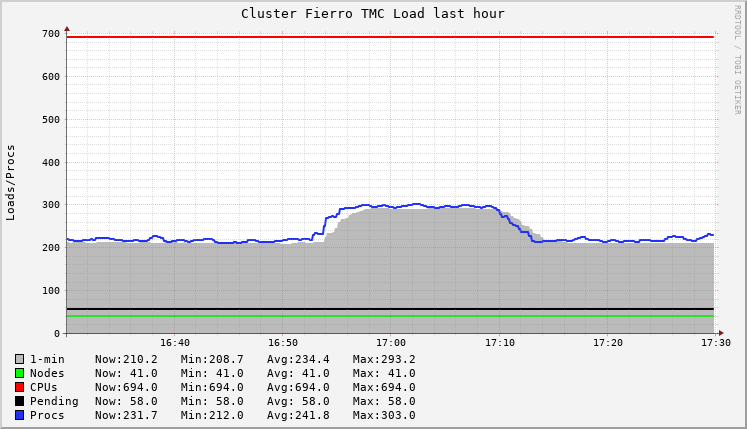 Cluster Fierro TMC Load last hour
RRDTOOL / TOBI OETIKER
Loads/Procs
700
600
500
400
300
200
100
0
16:40 16:50 17:00 17:10 17:20 17:30
1-min Now:210.2 Min:208.7 Avg:234.4 Max:293.2
Nodes Now: 41.0 Min: 41.0 Avg: 41.0 Max: 41.0
CPUs Now:694.0 Min:694.0 Avg:694.0 Max:694.0
Pending Now: 58.0 Min: 58.0 Avg: 58.0 Max: 58.0
Procs Now:231.7 Min:212.0 Avg:241.8 Max:303.0